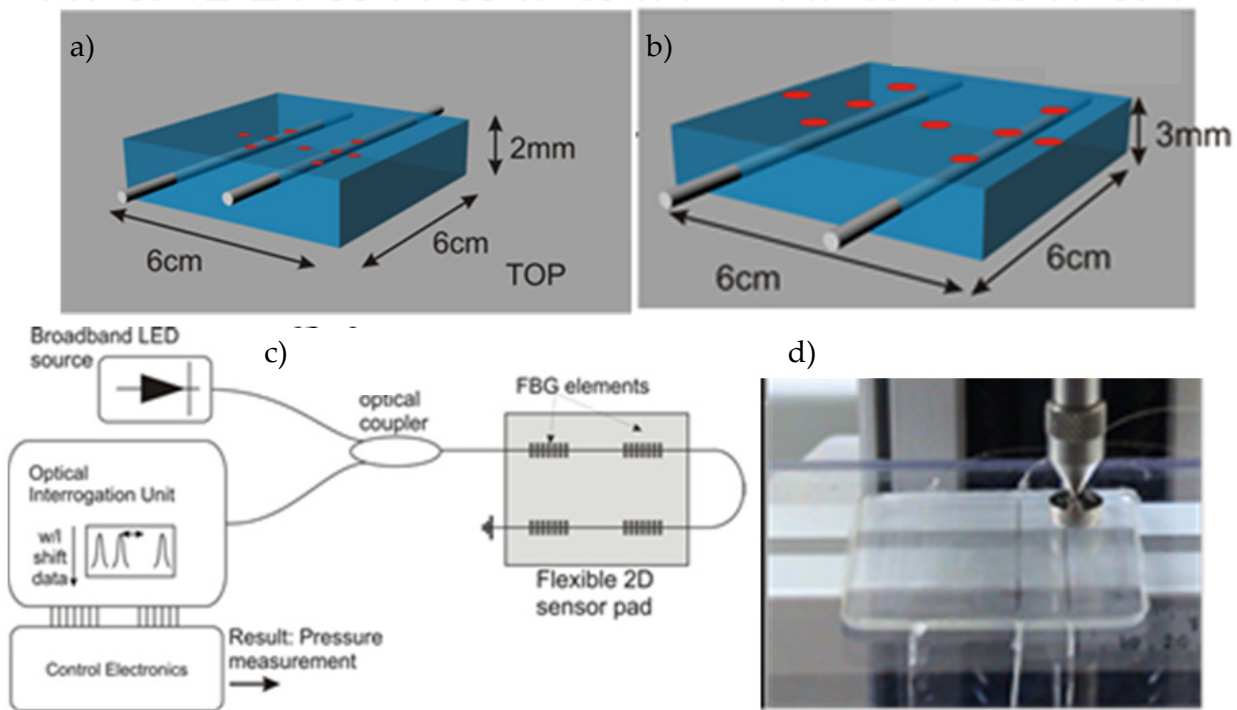 a)
2mm
6cm
6cm
TOP
b)
3mm
6cm
6cm
Broadband LED
source
c)
optical
coupler
FBG elements
Optical
Interrogation Unit
w/l
shift
data
Flexible 2D
sensor pad
Control Electronics
Result: Pressure
measurement
d)